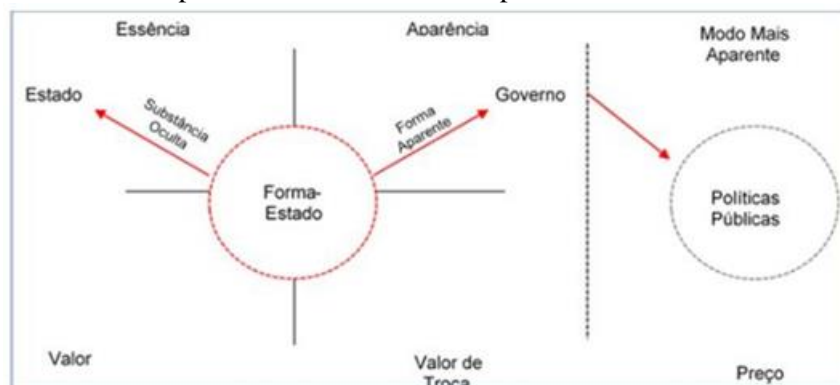 Essência
Aparência
Modo Mais
Aparente
Estado
Substância
Oculta
Forma
Aparente
Governo
Forma-
Estado
Políticas
Públicas
Valor
Valor de
Troca
Preço